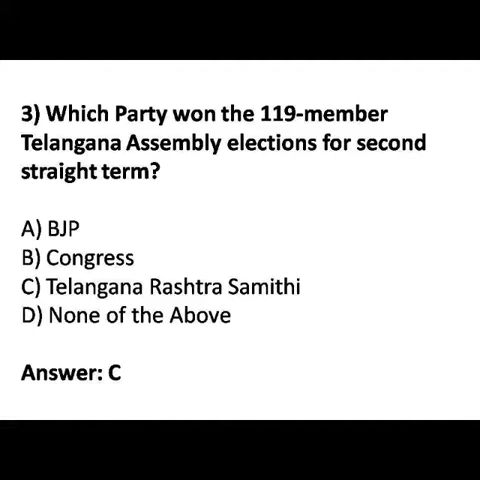 3) Which Party won the 119-member
Telangana Assembly elections for second
straight term?
A) BJP
B) Congress
C) Telangana Rashtra Samithi
D) None of the Above
Answer: C